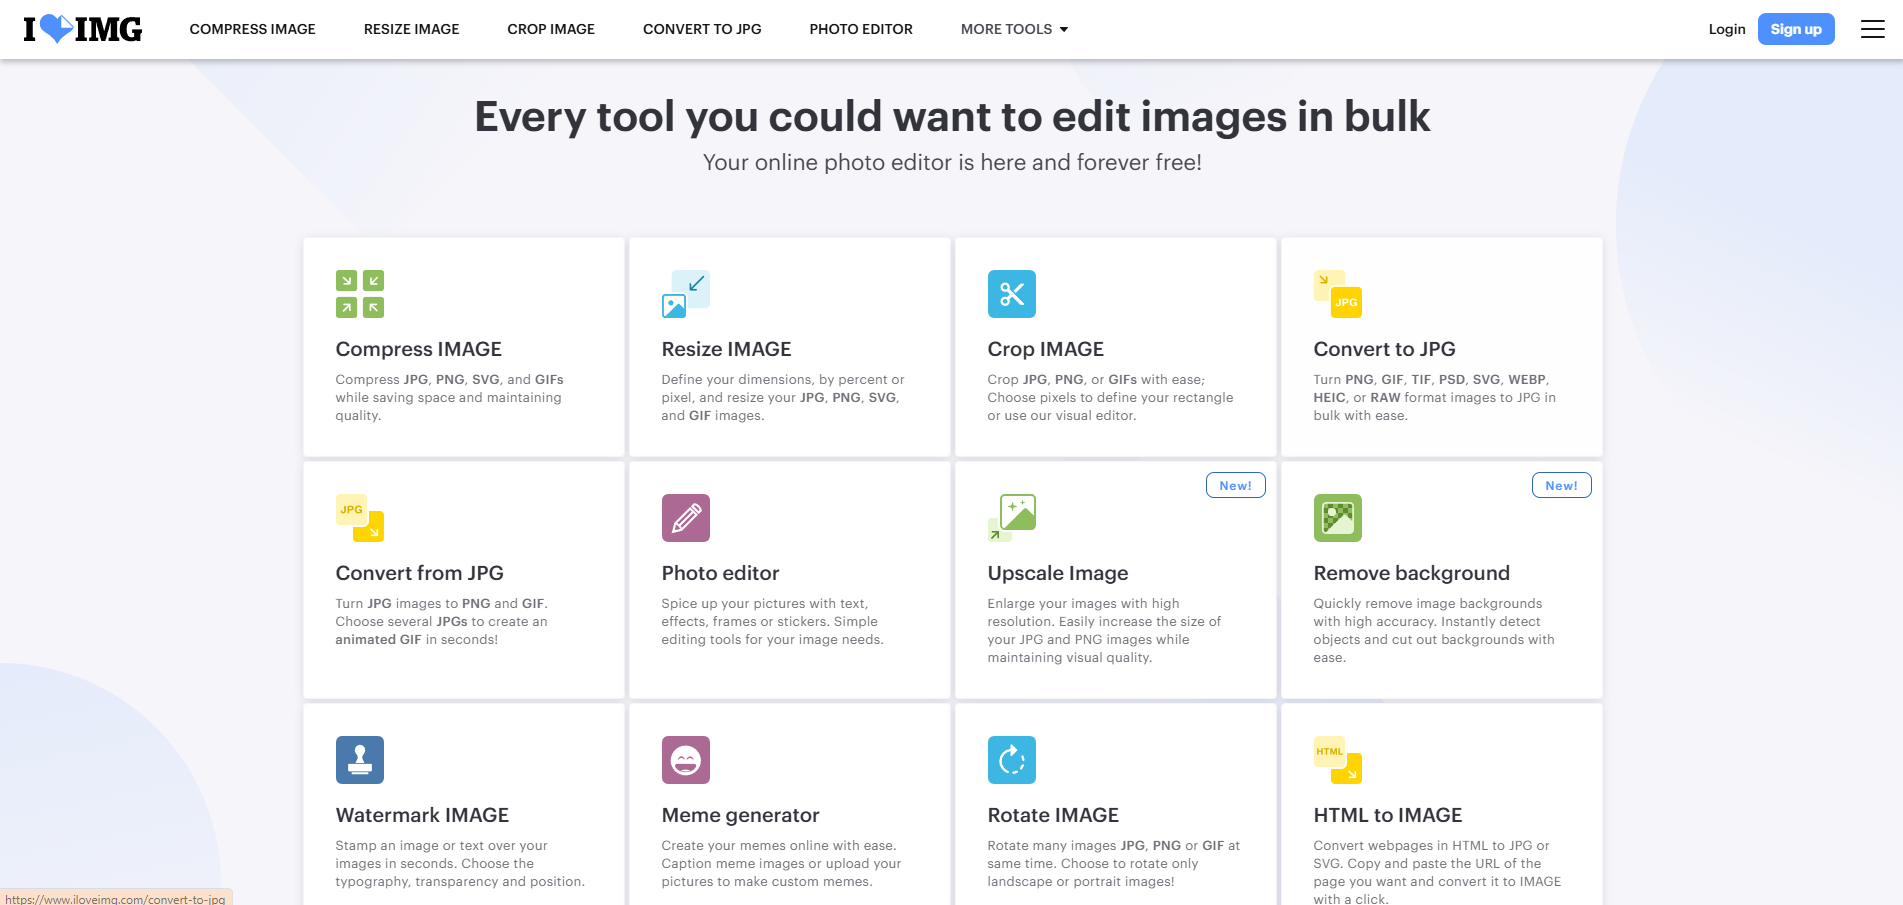 I IMG
COMPRESS IMAGE RESIZE IMAGE CROP IMAGE CONVERT TO JPG PHOTO EDITOR MORE TOOLS
Login Sign up
Every tool you could want to edit images in bulk
Your online photo editor is here and forever free!
Compress IMAGE
Compress JPG, PNG, SVG, and GIFs
while saving space and maintaining
quality.
Resize IMAGE
Define your dimensions, by percent or
pixel, and resize your JPG, PNG, SVG,
and GIF images.
Crop IMAGE
Crop JPG, PNG, or GIFs with ease;
Choose pixels to define your rectangle
or use our visual editor.
JPG
Convert to JPG
Turn PNG, GIF, TIF, PSD, SVG, WEBP,
HEIC, or RAW format images to JPG in
bulk with ease.
JPG
Convert from JPG
Turn JPG images to PNG and GIF.
Choose several JPGs to create an
animated GIF in seconds!
Photo editor
Spice up your pictures with text,
effects, frames or stickers. Simple
editing tools for your image needs.
New!
Upscale Image
Enlarge your images with high
resolution. Easily increase the size of
your JPG and PNG images while
maintaining visual quality.
New!
Remove background
Quickly remove image backgrounds
with high accuracy. Instantly detect
objects and cut out backgrounds with
ease.
Watermark IMAGE
Stamp an image or text over your
images in seconds. Choose the
typography, transparency and position.
Meme generator
Create your memes online with ease.
Caption meme images or upload your
pictures to make custom memes.
Rotate IMAGE
Rotate many images JPG, PNG or GIF at
same time. Choose to rotate only
landscape or portrait images!
HTML
HTML to IMAGE
Convert webpages in HTML to JPG or
SVG. Copy and paste the URL of the
page you want and convert it to IMAGE
with a click.
https://www.iloveimg.com/convert-to-jpg